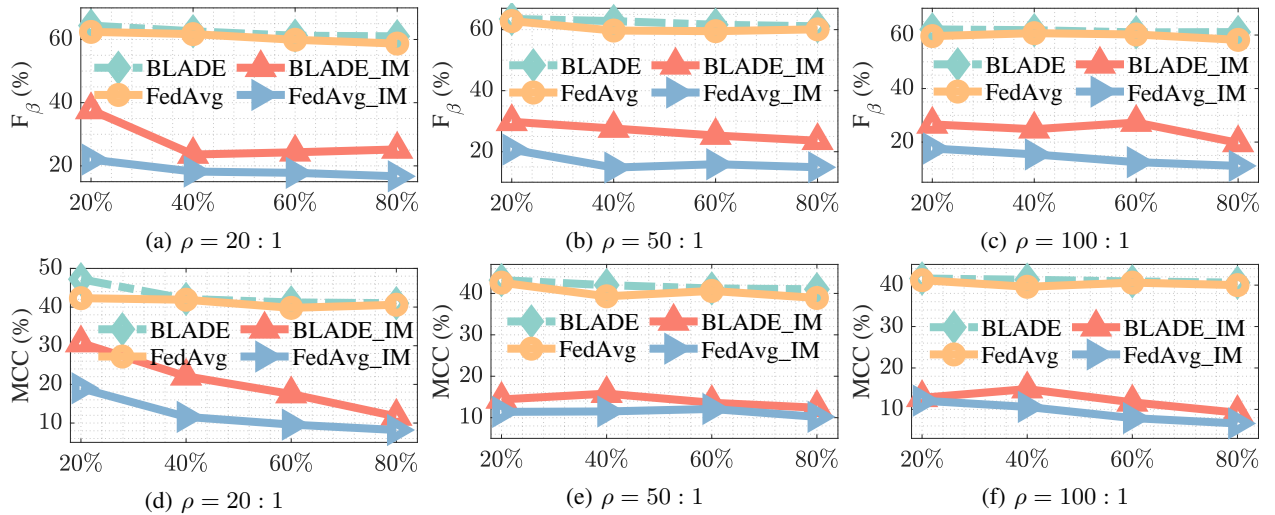 F_β (%)
60
40
20
BLADE
BLADE_IM
FedAvg
FedAvg_IM
20% 40% 60% 80%
(a) ρ = 20 : 1
F_β (%)
60
40
20
BLADE
BLADE_IM
FedAvg
FedAvg_IM
20% 40% 60% 80%
(b) ρ = 50 : 1
F_β (%)
60
40
20
BLADE
BLADE_IM
FedAvg
FedAvg_IM
20% 40% 60% 80%
(c) ρ = 100 : 1
MCC (%)
50
40
30
20
10
BLADE
BLADE_IM
FedAvg
FedAvg_IM
20% 40% 60% 80%
(d) ρ = 20 : 1
MCC (%)
40
30
20
10
BLADE
BLADE_IM
FedAvg
FedAvg_IM
20% 40% 60% 80%
(e) ρ = 50 : 1
MCC (%)
40
30
20
10
BLADE
BLADE_IM
FedAvg
FedAvg_IM
20% 40% 60% 80%
(f) ρ = 100 : 1